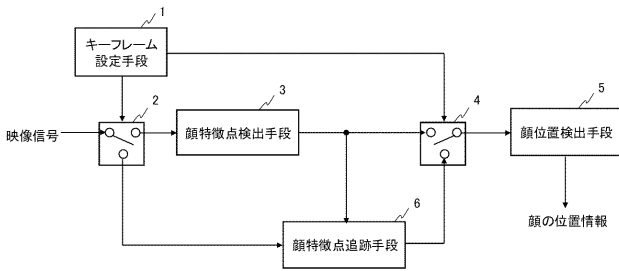 1
キーフレーム
設定手段
2
3
4
5
映像信号
顔特徴点検出手段
顔位置検出手段
6
顔の位置情報
顔特徴点追跡手段